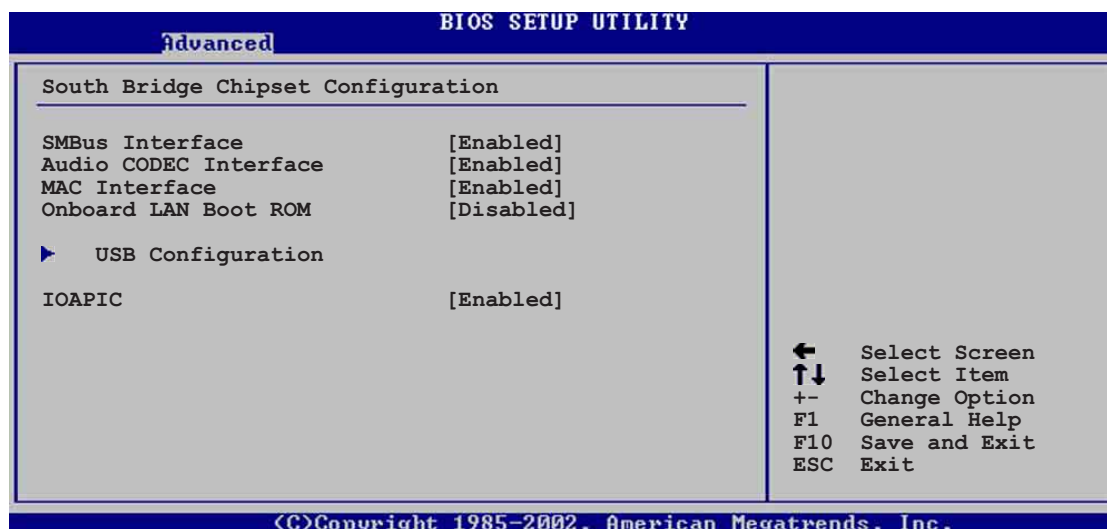 BIOS SETUP UTILITY
Advanced
South Bridge Chipset Configuration
SMBus Interface [Enabled]
Audio CODEC Interface [Enabled]
MAC Interface [Enabled]
Onboard LAN Boot ROM [Disabled]
USB Configuration
IOAPIC [Enabled]
Select Screen
Select Item
+- Change Option
F1 General Help
F10 Save and Exit
ESC Exit
(C)Copyright 1985-2002, American Megatrends, Inc.